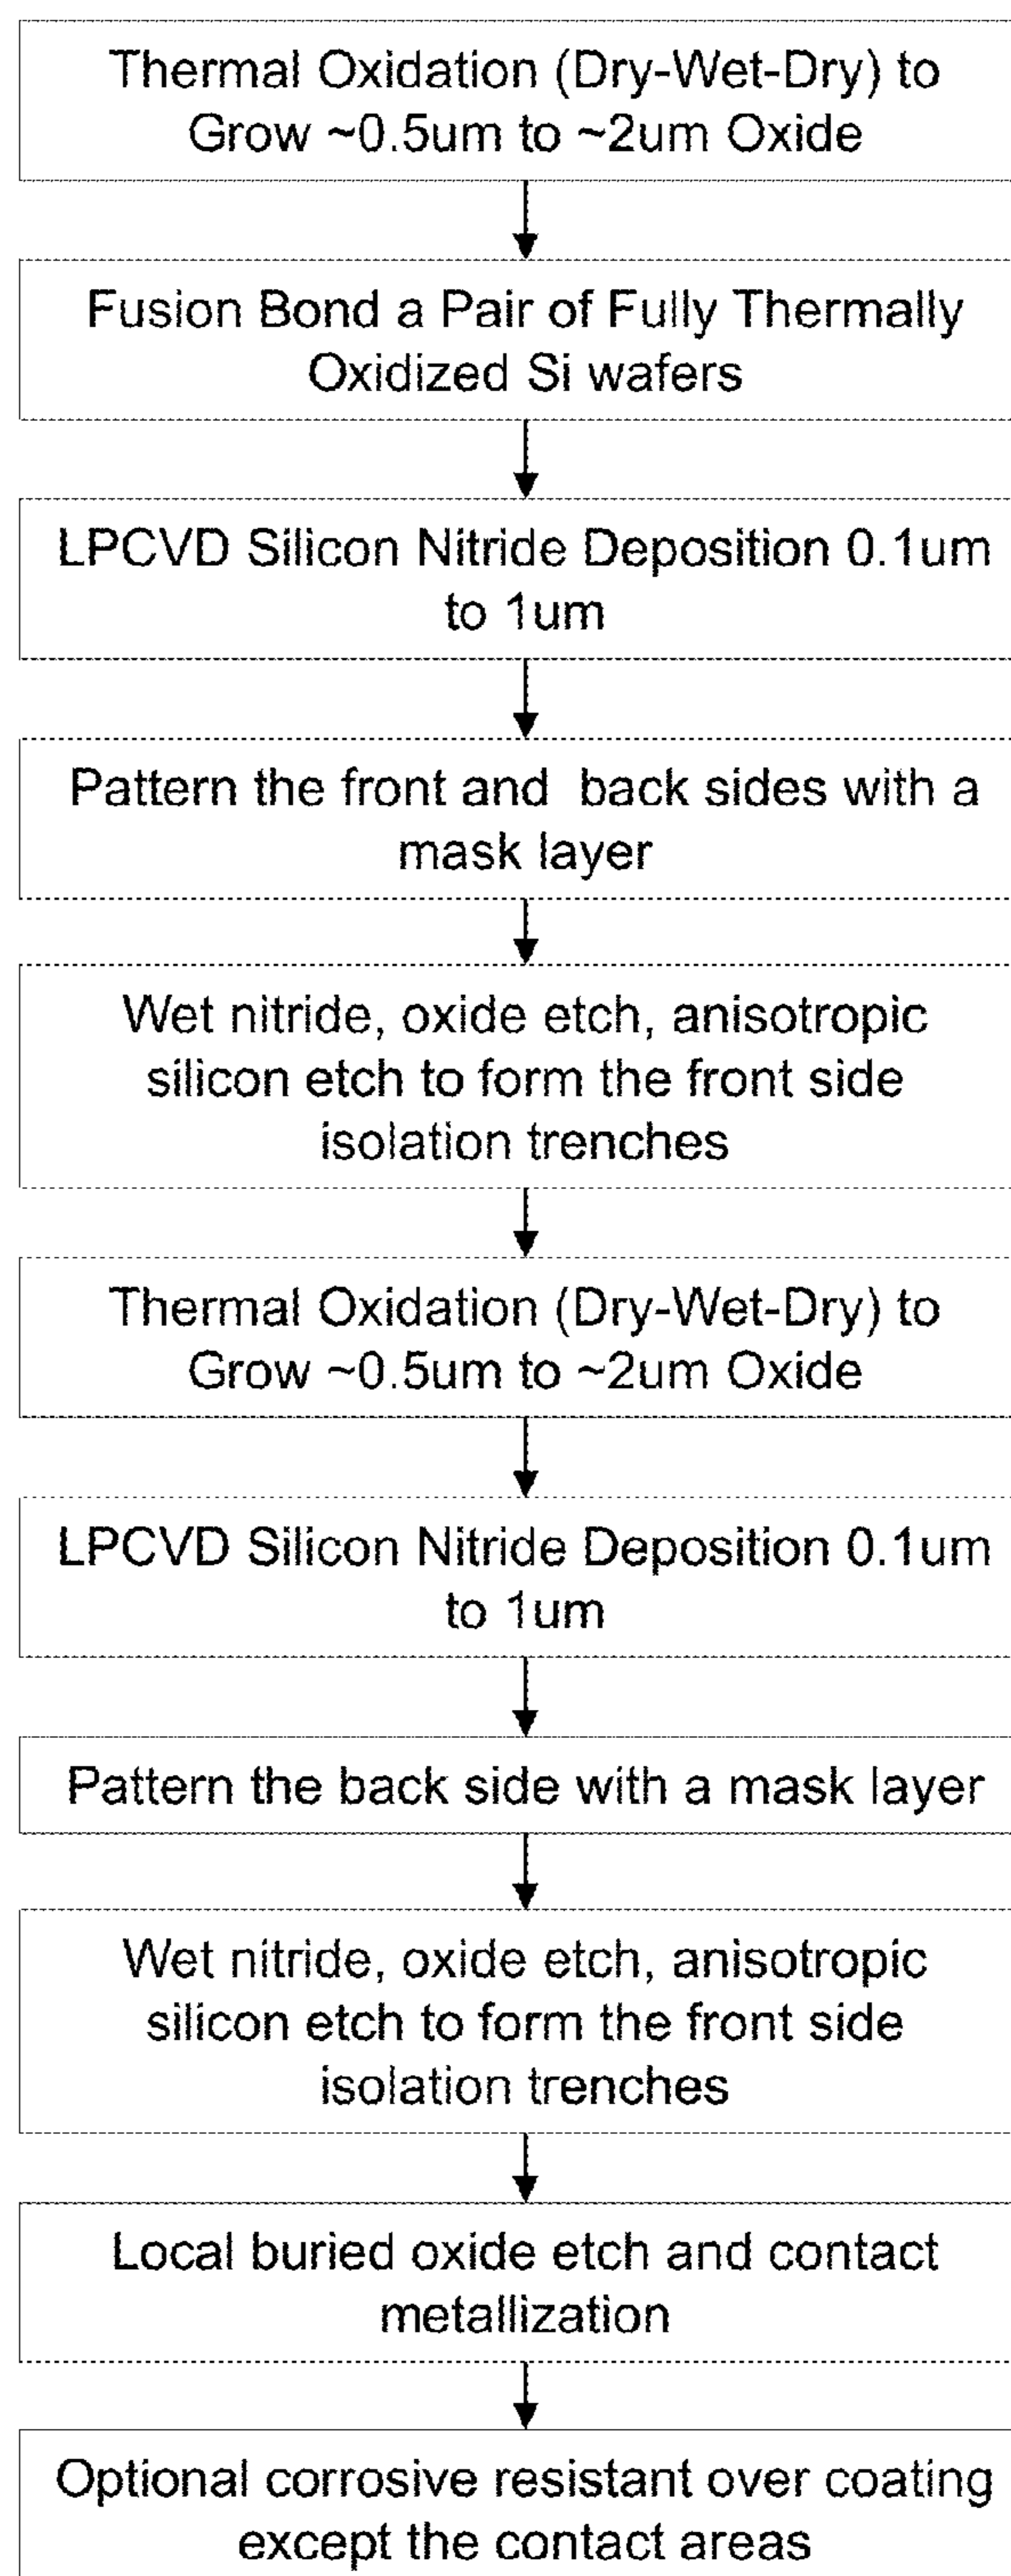 Thermal Oxidation (Dry-Wet-Dry) to
Grow ~0.5um to ~2um Oxide
Fusion Bond a Pair of Fully Thermally
Oxidized Si wafers
LPCVD Silicon Nitride Deposition 0.1um
to 1um
Pattern the front and back sides with a
mask layer
Wet nitride, oxide etch, anisotropic
silicon etch to form the front side
isolation trenches
Thermal Oxidation (Dry-Wet-Dry) to
Grow ~0.5um to ~2um Oxide
LPCVD Silicon Nitride Deposition 0.1um
to 1um
Pattern the back side with a mask layer
Wet nitride, oxide etch, anisotropic
silicon etch to form the front side
isolation trenches
Local buried oxide etch and contact
metallization
Optional corrosive resistant over coating
except the contact areas